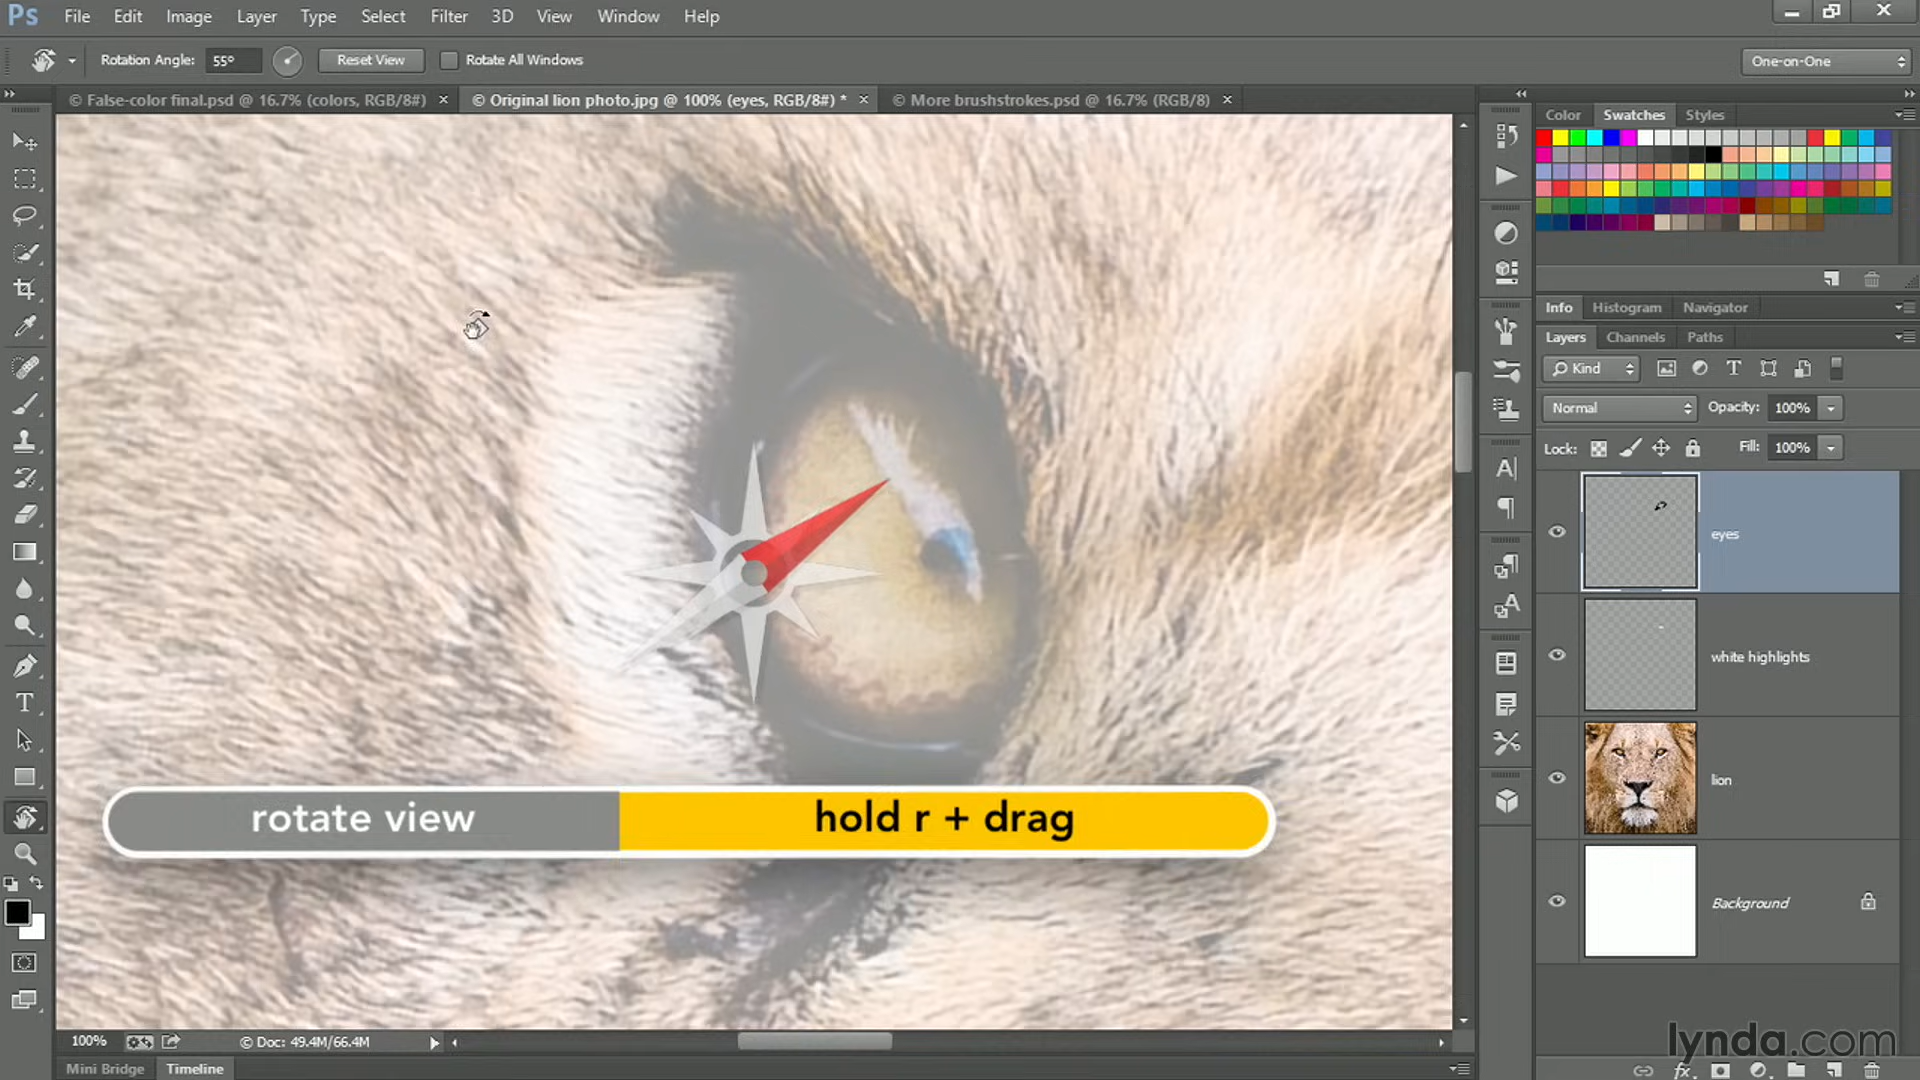 Ps File Edit Image Layer Type Select Filter 3D View Window Help
Rotation Angle: 55° Reset View Rotate All Windows One-on-One
© False-color final.psd @ 16.7% (colors, RGB/8#) × © Original lion photo.jpg @ 100% (eyes, RGB/8#) * × © More brushstrokes.psd @ 16.7% (RGB/8) ×
Color Swatches Styles
Info Histogram Navigator
Layers Channels Paths
Kind
Normal Opacity: 100%
Lock: Fill: 100%
eyes
white highlights
lion
Background
rotate view hold r + drag
100% © Doc: 49.4M/66.4M
Mini Bridge Timeline
lynda.com